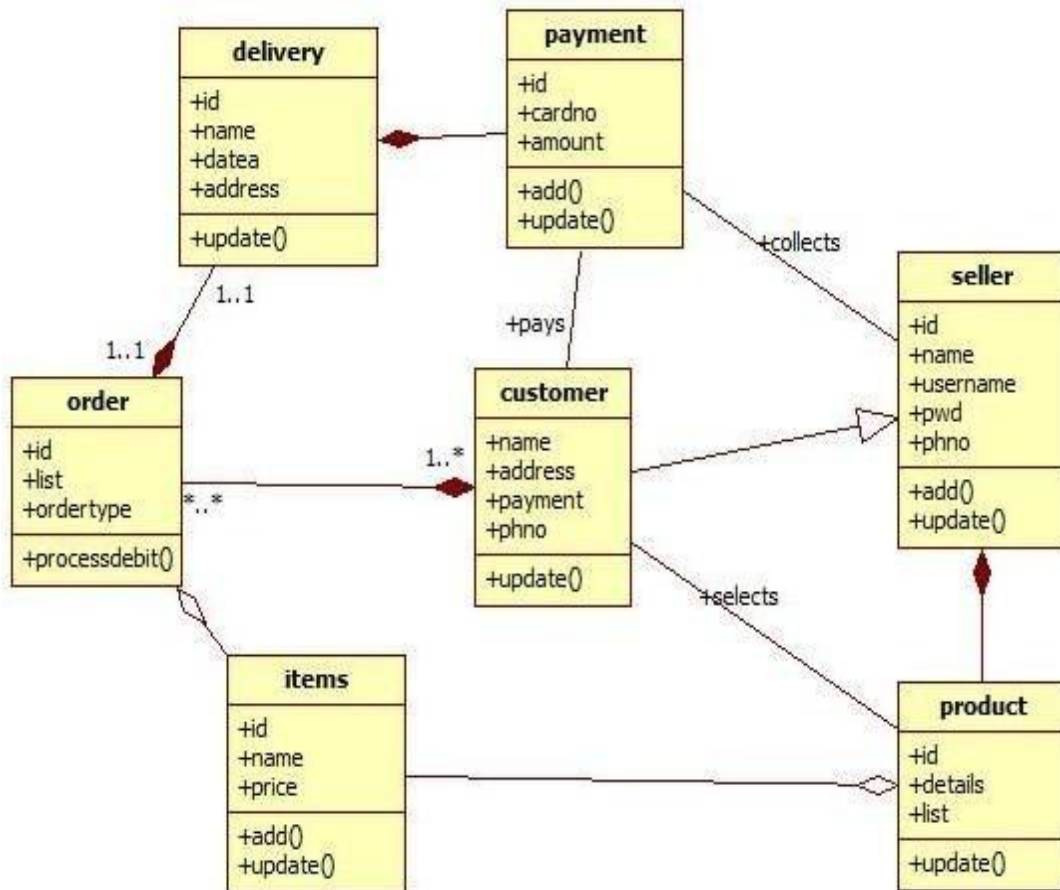 delivery
+id
+name
+datea
+address
+update()
payment
+id
+cardno
+amount
+add()
+update()
+collects
seller
+id
+name
+username
+pwd
+phno
+add()
+update()
1..1
1..1
+pays
order
+id
+list
+ordertype
+processdebit()
1..*
*..*
customer
+name
+address
+payment
+phno
+update()
+selects
items
+id
+name
+price
+add()
+update()
product
+id
+details
+list
+update()